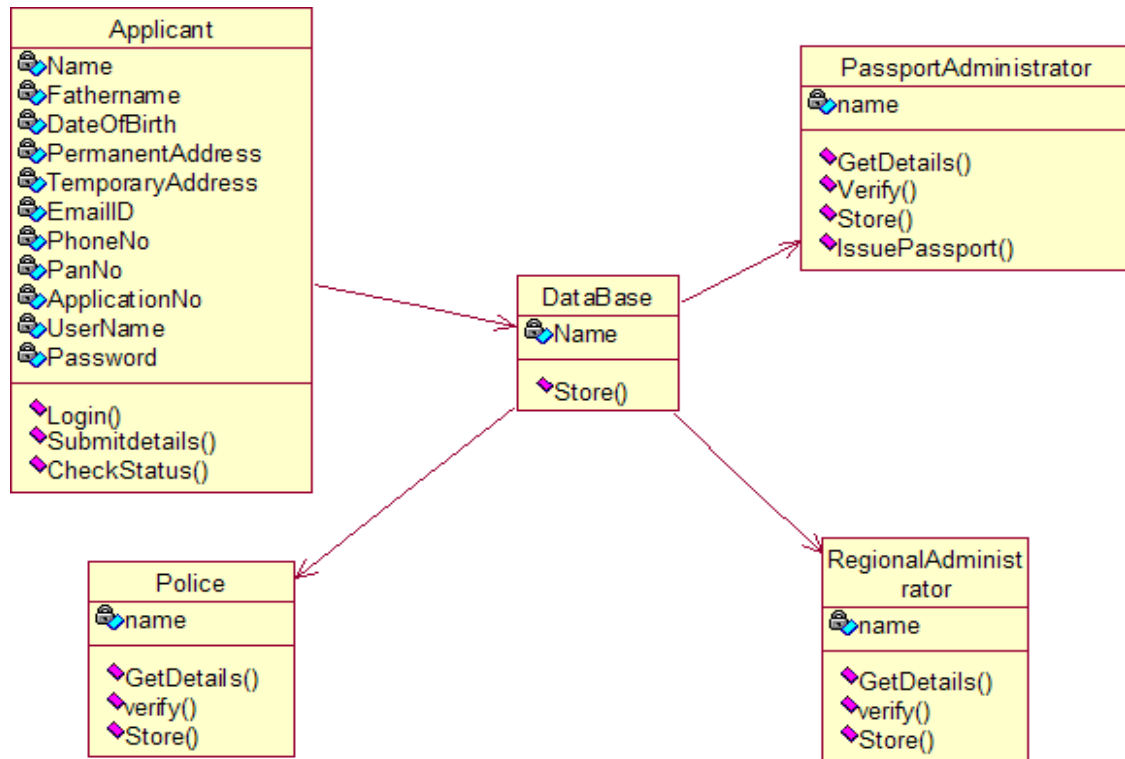 Applicant
Name
Fathername
DateOfBirth
PermanentAddress
TemporaryAddress
EmailID
PhoneNo
PanNo
ApplicationNo
UserName
Password
Login()
Submitdetails()
CheckStatus()
PassportAdministrator
name
GetDetails()
Verify()
Store()
IssuePassport()
DataBase
Name
Store()
Police
name
GetDetails()
verify()
Store()
RegionalAdminist
rator
name
GetDetails()
verify()
Store()